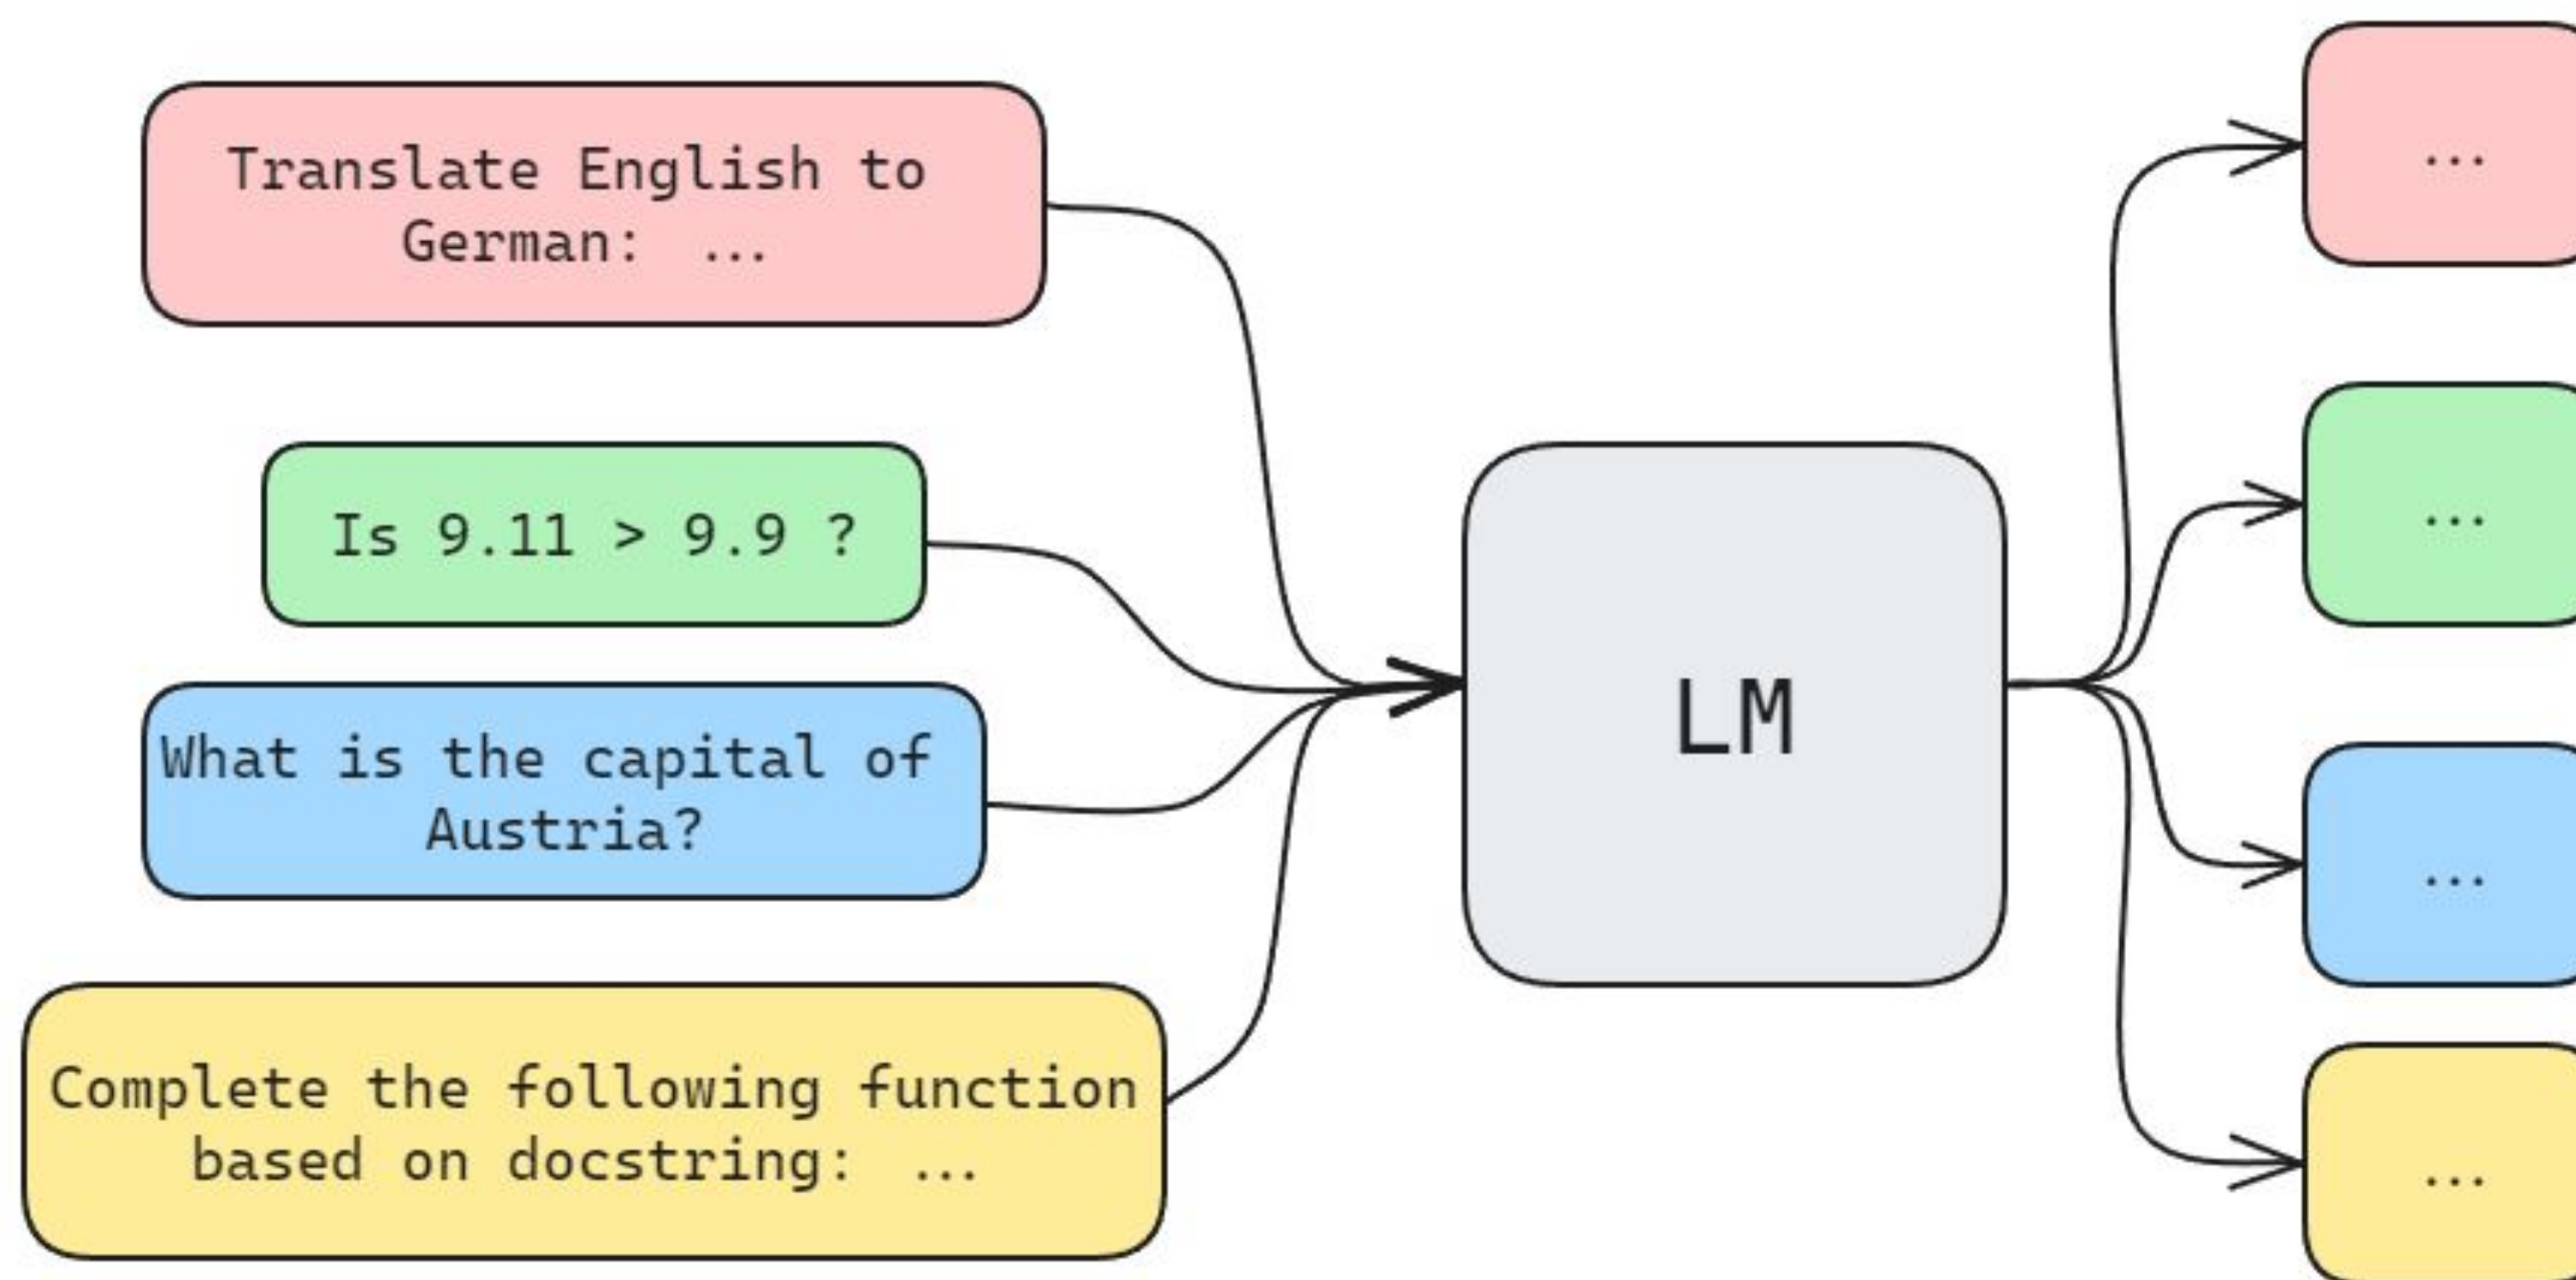 Translate English to
German: ...
Is 9.11 > 9.9 ?
What is the capital of
Austria?
Complete the following function
based on docstring: ...
LM
...
...
...
...